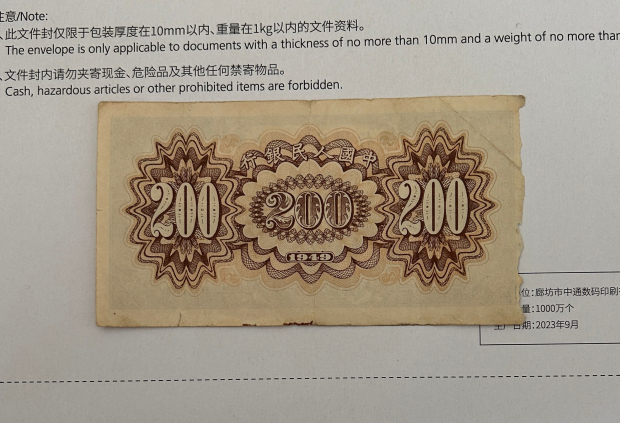 注意/Note:
、此文件封仅限于包装厚度在10mm以内、重量在1kg以内的文件资料。
The envelope is only applicable to documents with a thickness of no more than 10mm and a weight of no more than
、文件封内请勿夹寄现金、危险品及其他任何禁寄物品。
Cash, hazardous articles or other prohibited items are forbidden.
行銀民人國中
200 200 200
1949
位:廊坊市中通数码印刷
量:1000万个
生产日期:2023年9月